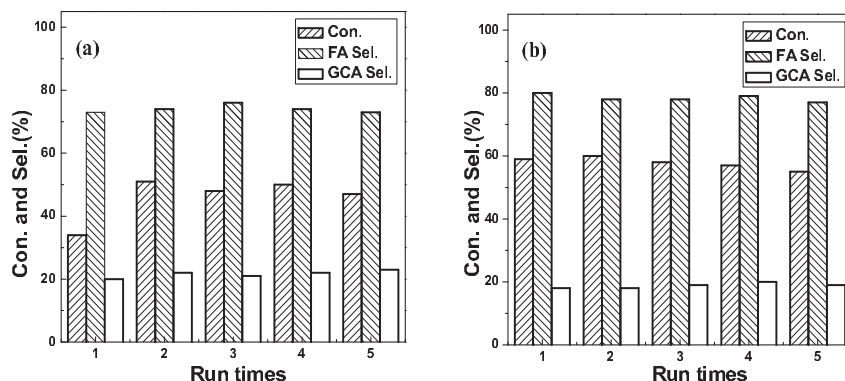 (a)
Con.
FA Sel.
GCA Sel.
Con. and Sel.(%)
100
80
60
40
20
0
1 2 3 4 5
Run times
(b)
Con.
FA Sel.
GCA Sel.
Con. and Sel.(%)
100
80
60
40
20
0
1 2 3 4 5
Run times